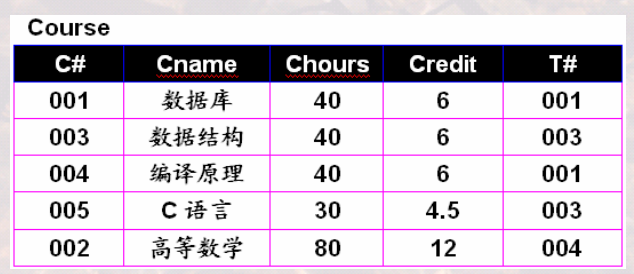 Course
C# Cname Chours Credit T#
001 数据库 40 6 001
003 数据结构 40 6 003
004 编译原理 40 6 001
005 C 语言 30 4.5 003
002 高等数学 80 12 004